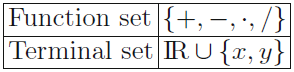 Function set {+, −, ·, /}
Terminal set ℝ ∪ {x, y}